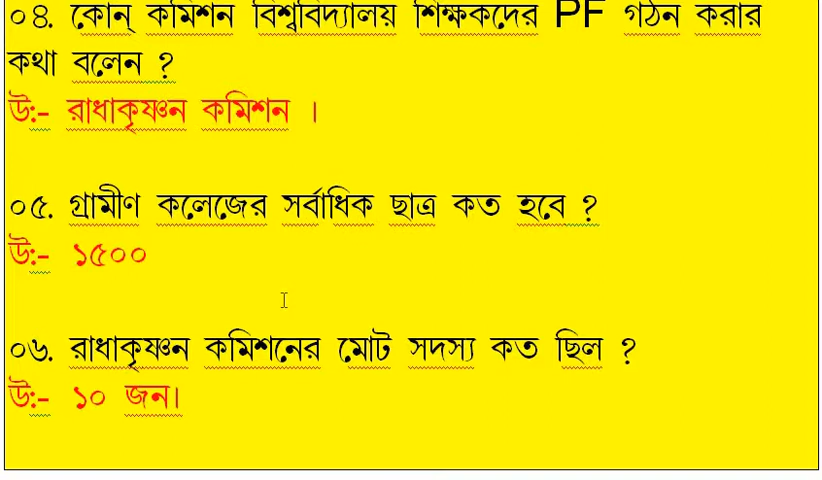 ০৪. কোন্ কমিশন বিশ্ববিদ্যালয় শিক্ষকদের PF গঠন করার
কথা বলেন ?
উ:- রাধাকৃষ্ণন কমিশন ।
০৫. গ্রামীণ কলেজের সর্বাধিক ছাত্র কত হবে ?
উ:- ১৫০০
০৬. রাধাকৃষ্ণন কমিশনের মোট সদস্য কত ছিল ?
উ:- ১০ জন।